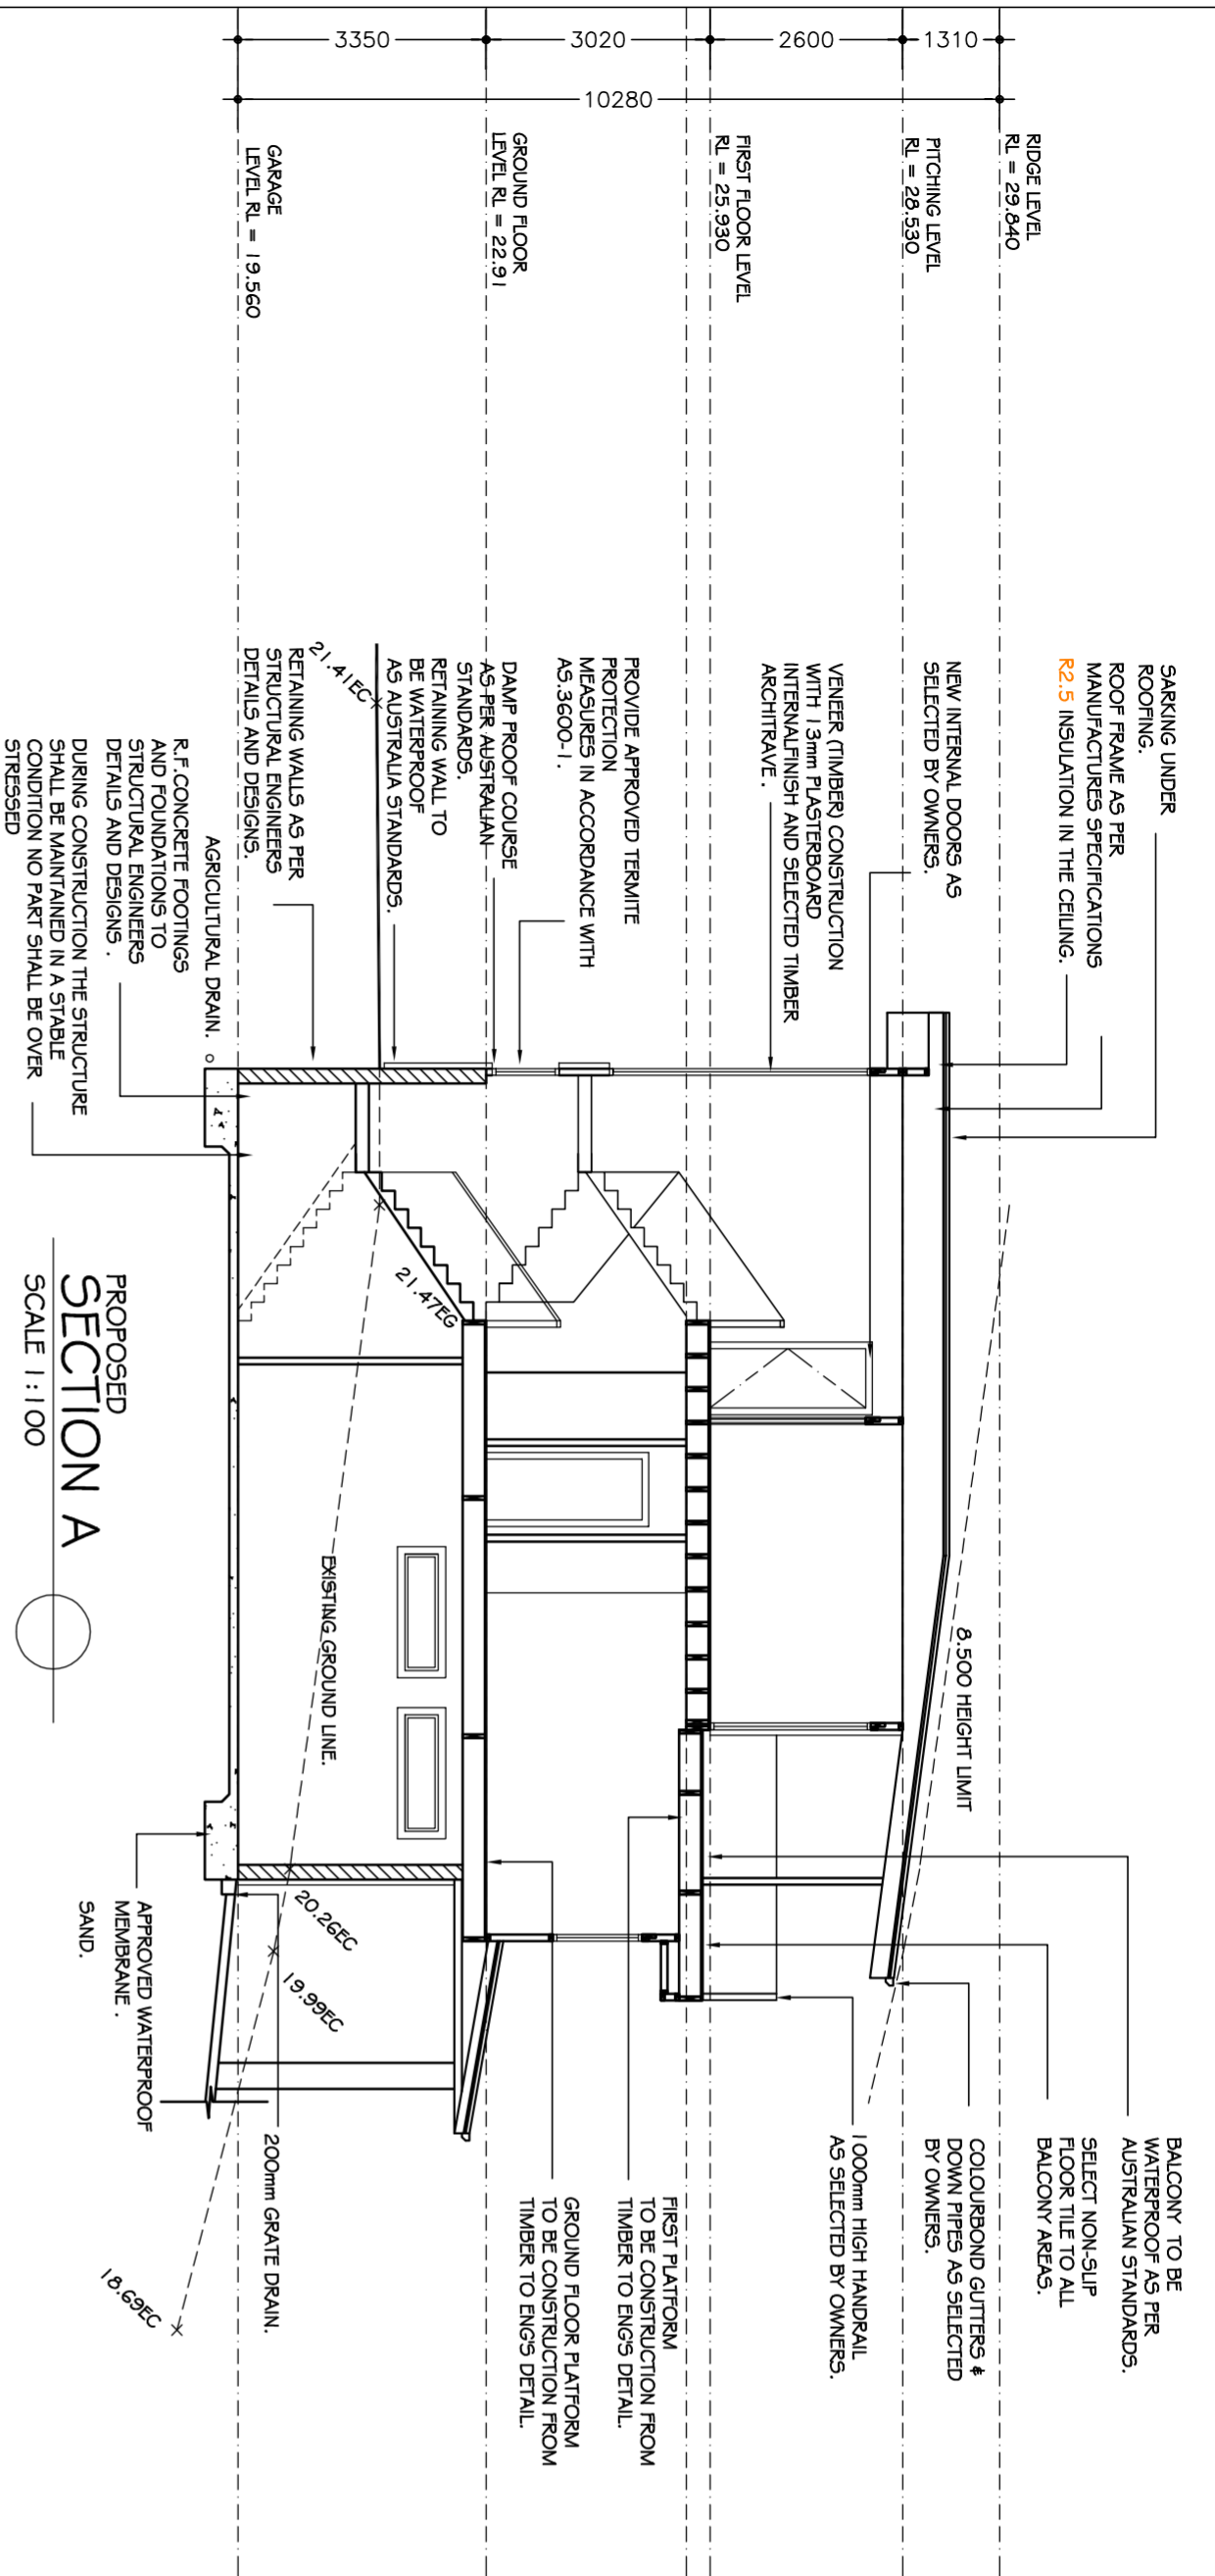 3350
3020
2600
1310
10280
RIDGE LEVEL
RL = 29.840
PITCHING LEVEL
RL = 28.530
FIRST FLOOR LEVEL
RL = 25.930
GROUND FLOOR
LEVEL RL = 22.91
GARAGE
LEVEL RL = 19.560
SARKING UNDER
ROOFING.
ROOF FRAME AS PER
MANUFACTURES SPECIFICATIONS
R2.5 INSULATION IN THE CEILING.
NEW INTERNAL DOORS AS
SELECTED BY OWNERS.
VENEER (TIMBER) CONSTRUCTION
WITH 13mm PLASTERBOARD
INTERNALFINISH AND SELECTED TIMBER
ARCHITRAVE .
PROVIDE APPROVED TERMITE
PROTECTION
MEASURES IN ACCORDANCE WITH
AS.3600-1.
DAMP PROOF COURSE
AS PER AUSTRALIAN
STANDARDS.
RETAINING WALL TO
BE WATERPROOF
AS AUSTRALIA STANDARDS.
21.41EC
RETAINING WALLS AS PER
STRUCTURAL ENGINEERS
DETAILS AND DESIGNS.
AGRICULTURAL DRAIN.
R.F.CONCRETE FOOTINGS
AND FOUNDATIONS TO
STRUCTURAL ENGINEERS
DETAILS AND DESIGNS .
DURING CONSTRUCTION THE STRUCTURE
SHALL BE MAINTAINED IN A STABLE
CONDITION NO PART SHALL BE OVER
STRESSED
21.47EG
EXISTING GROUND LINE.
8.500 HEIGHT LIMIT
20.26EC
19.99EC
18.69EC
BALCONY TO BE
WATERPROOF AS PER
AUSTRALIAN STANDARDS.
SELECT NON-SLIP
FLOOR TILE TO ALL
BALCONY AREAS.
COLOURBOND GUTTERS &
DOWN PIPES AS SELECTED
BY OWNERS.
1000mm HIGH HANDRAIL
AS SELECTED BY OWNERS.
FIRST PLATFORM
TO BE CONSTRUCTION FROM
TIMBER TO ENG'S DETAIL.
GROUND FLOOR PLATFORM
TO BE CONSTRUCTION FROM
TIMBER TO ENG'S DETAIL.
200mm GRATE DRAIN.
APPROVED WATERPROOF
MEMBRANE .
SAND.
PROPOSED
SECTION A
SCALE 1:100